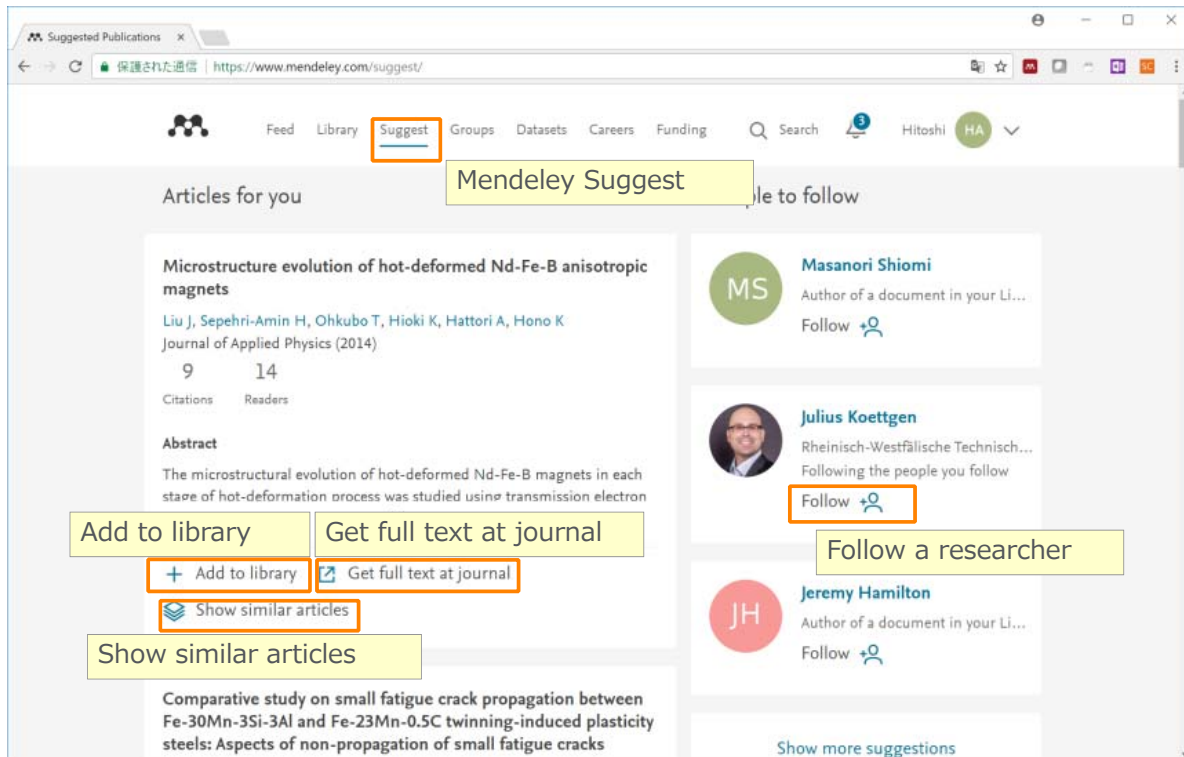 Suggested Publications
保護された通信 | https://www.mendeley.com/suggest/
Feed Library Suggest Groups Datasets Careers Funding Search 3 Hitoshi HA
Mendeley Suggest
Articles for you
ple to follow
Microstructure evolution of hot-deformed Nd-Fe-B anisotropic
magnets
Liu J, Sepehri-Amin H, Ohkubo T, Hioki K, Hattori A, Hono K
Journal of Applied Physics (2014)
9 14
Citations Readers
Abstract
The microstructural evolution of hot-deformed Nd-Fe-B magnets in each
stage of hot-deformation process was studied using transmission electron
Add to library
Get full text at journal
+ Add to library
Get full text at journal
Show similar articles
Show similar articles
Comparative study on small fatigue crack propagation between
Fe-30Mn-3Si-3Al and Fe-23Mn-0.5C twinning-induced plasticity
steels: Aspects of non-propagation of small fatigue cracks
MS
Masanori Shiomi
Author of a document in your Li...
Follow
Julius Koettgen
Rheinisch-Westfälische Technisch...
Following the people you follow
Follow
Follow a researcher
JH
Jeremy Hamilton
Author of a document in your Li...
Follow
Show more suggestions